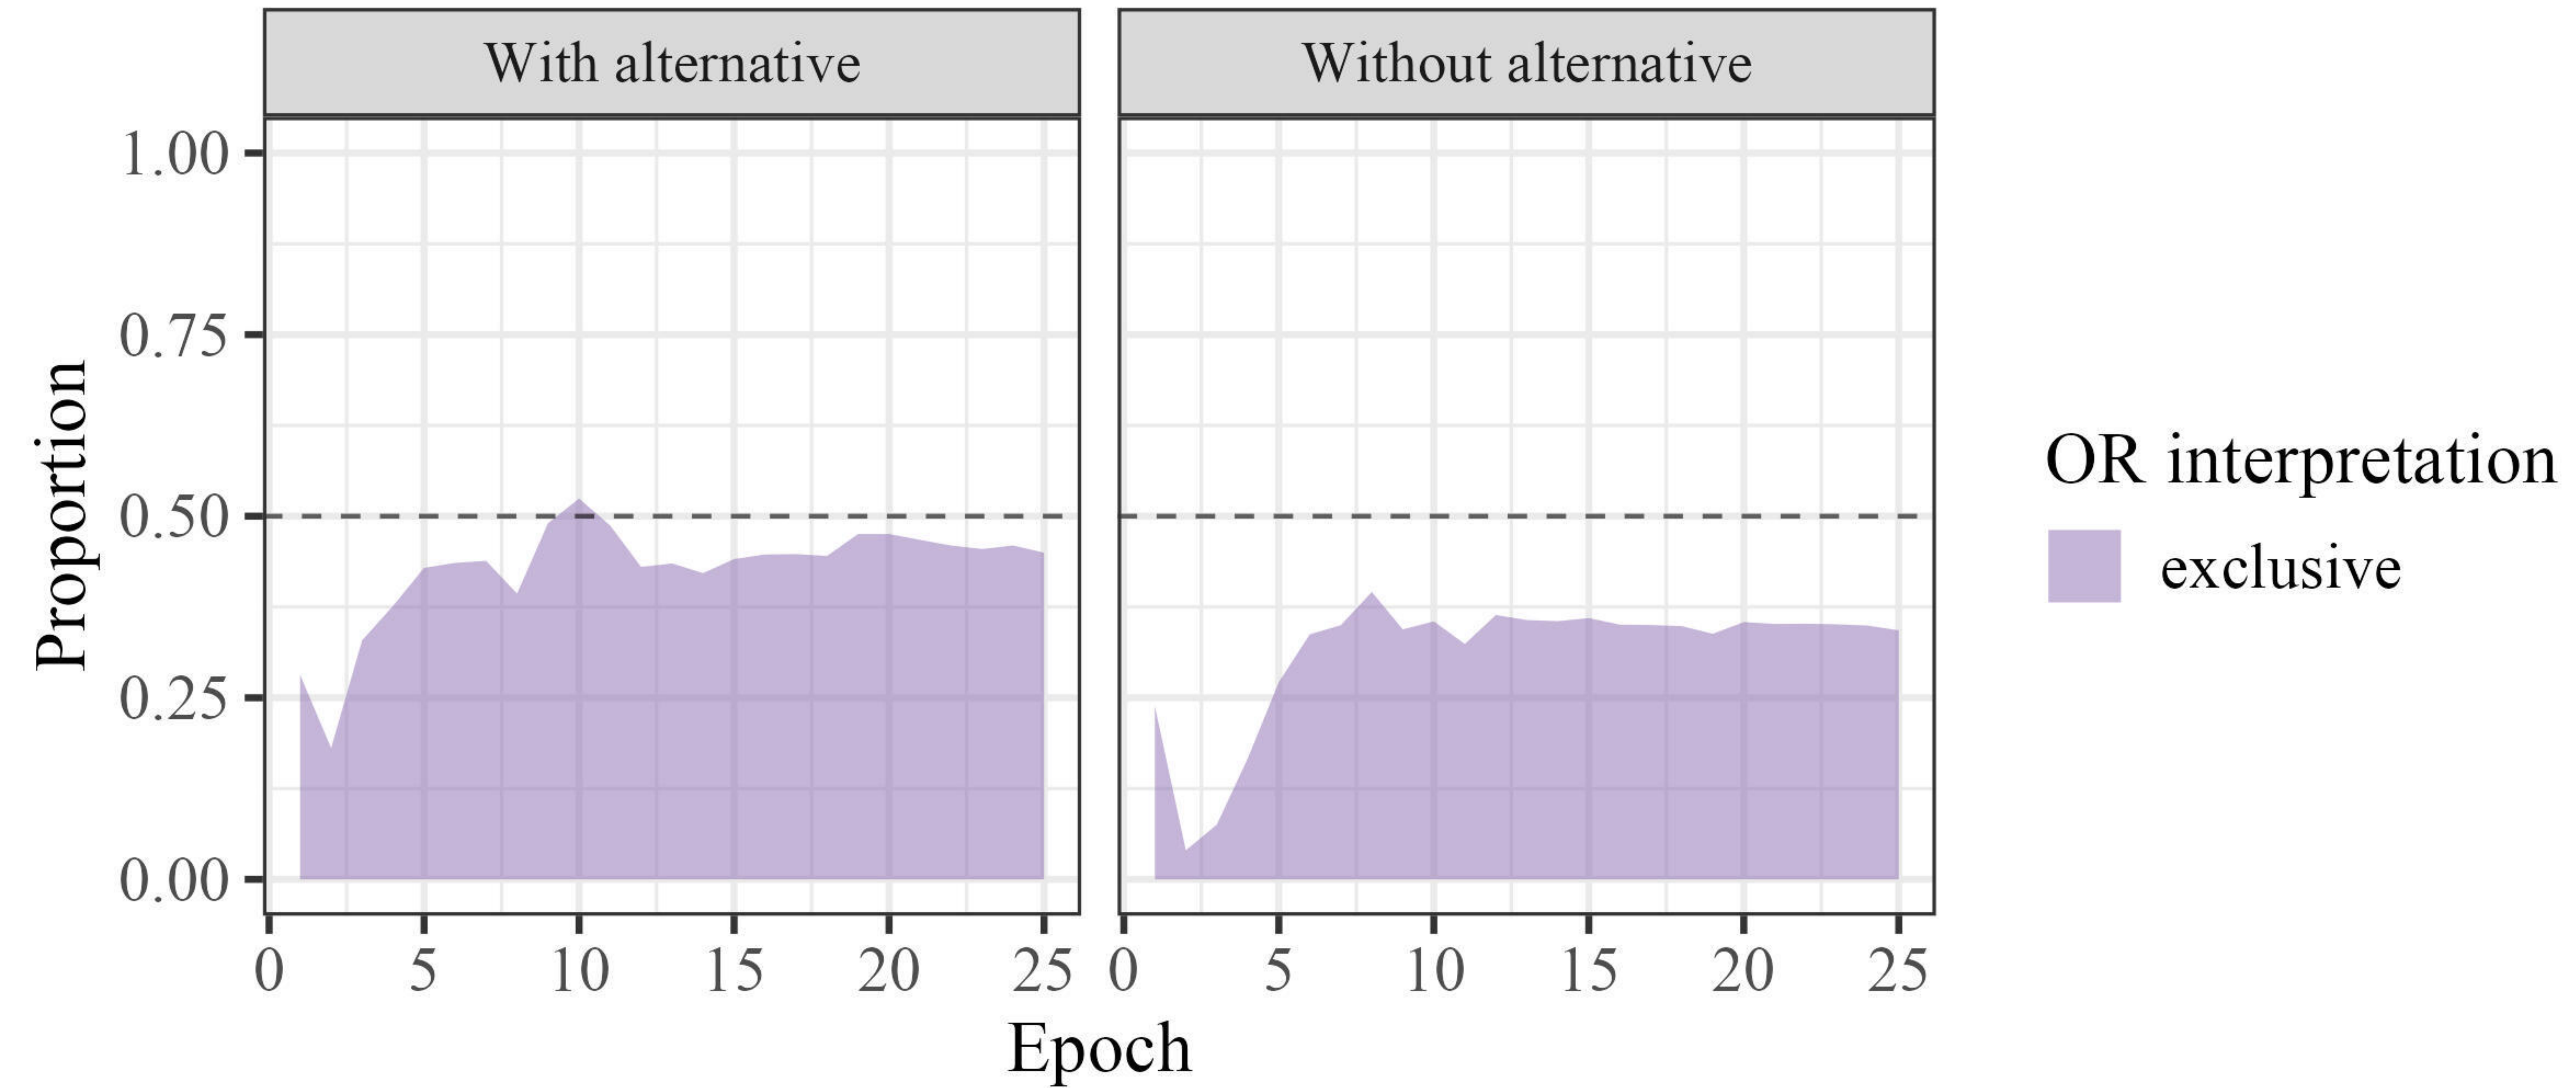 With alternative
Without alternative
1.00
0.75
0.50
0.25
0.00
Proportion
0 5 10 15 20 25
0 5 10 15 20 25
Epoch
OR interpretation
exclusive